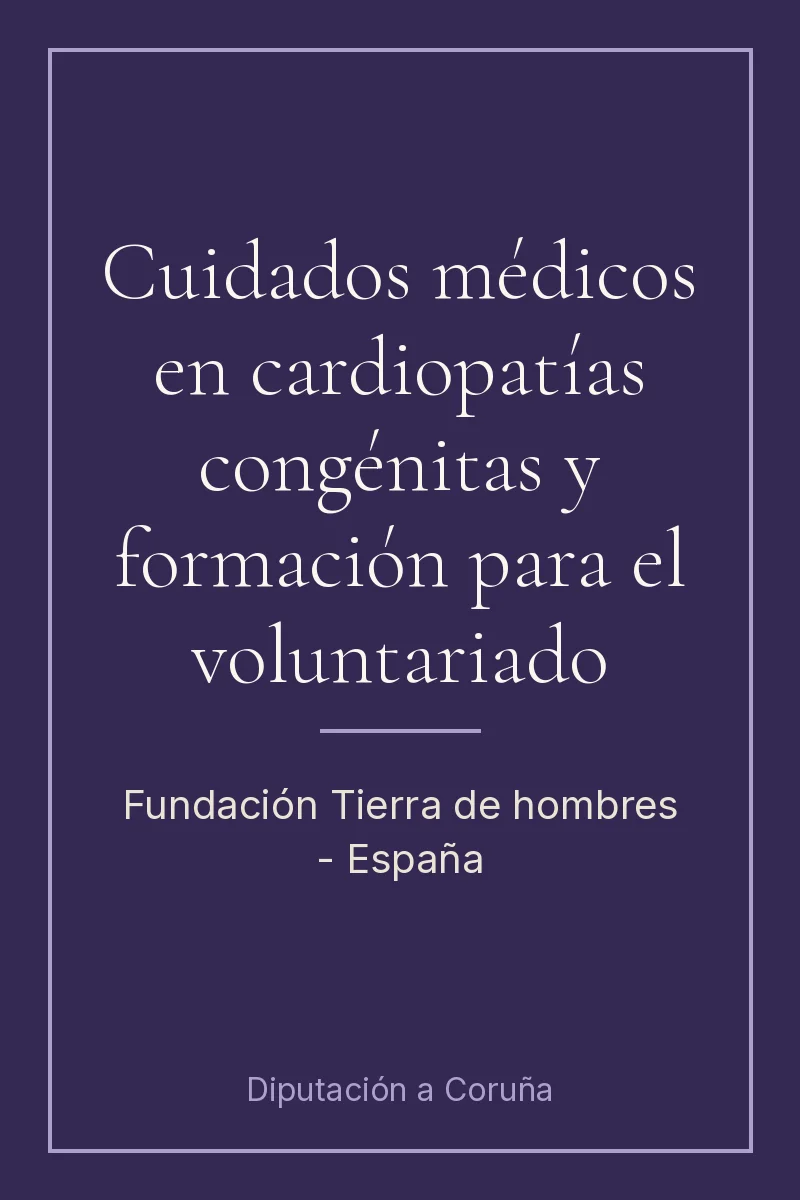 Cuidados médicos
en cardiopatías
congénitas y
formación para el
voluntariado
Fundación Tierra de hombres
- España
Diputación a Coruña